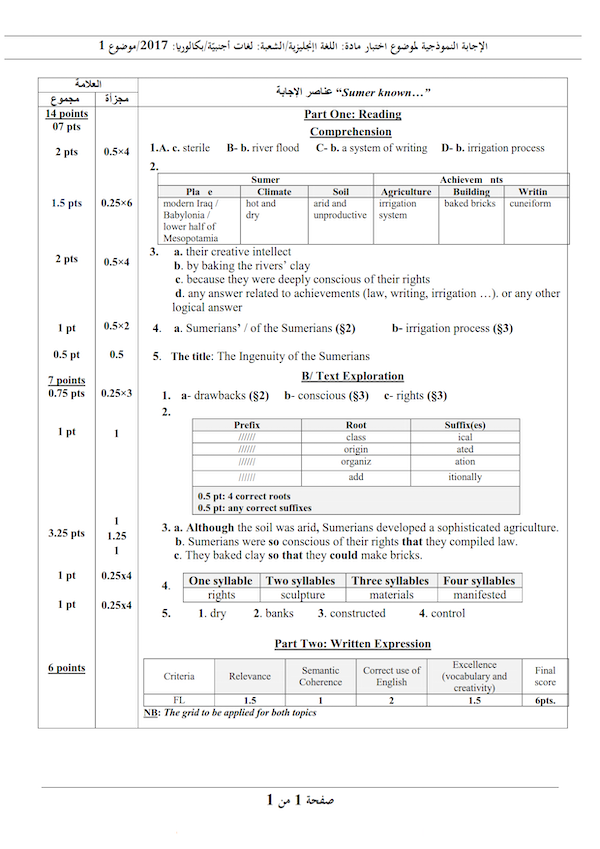 الإجابة النموذجية لموضوع اختبار مادة: اللغة الإنجليزية/الشعبة: لغات أجنبيّة/بكالوريا: 2017/موضوع 1
العلامة
عناصر الإجابة “Sumer known…”
مجموع مجزأة
14 points Part One: Reading
07 pts Comprehension
2 pts 0.5×4 1.A. c. sterile B- b. river flood C- b. a system of writing D- b. irrigation process
2.
Sumer Achievem nts
Pla e Climate Soil Agriculture Building Writin
1.5 pts 0.25×6 modern Iraq / hot and arid and irrigation baked bricks cuneiform
Babylonia / dry unproductive system
lower half of
Mesopotamia
2 pts 0.5×4 3. a. their creative intellect
b. by baking the rivers’ clay
c. because they were deeply conscious of their rights
d. any answer related to achievements (law, writing, irrigation …). or any other
logical answer
1 pt 0.5×2 4. a. Sumerians’ / of the Sumerians (§2) b- irrigation process (§3)
0.5 pt 0.5 5. The title: The Ingenuity of the Sumerians
7 points B/ Text Exploration
0.75 pts 0.25×3 1. a- drawbacks (§2) b- conscious (§3) c- rights (§3)
2.
Prefix Root Suffix(es)
1 pt 1 ////// class ical
////// origin ated
////// organiz ation
////// add itionally
0.5 pt: 4 correct roots
0.5 pt: any correct suffixes
1 3. a. Although the soil was arid, Sumerians developed a sophisticated agriculture.
3.25 pts 1.25 b. Sumerians were so conscious of their rights that they compiled law.
1 c. They baked clay so that they could make bricks.
1 pt 0.25x4 4. One syllable Two syllables Three syllables Four syllables
rights sculpture materials manifested
1 pt 0.25x4 5. 1. dry 2. banks 3. constructed 4. control
Part Two: Written Expression
6 points
Criteria Relevance Semantic Coherence Correct use of English Excellence (vocabulary and creativity) Final score
FL 1.5 1 2 1.5 6pts.
NB: The grid to be applied for both topics
صفحة 1 من 1